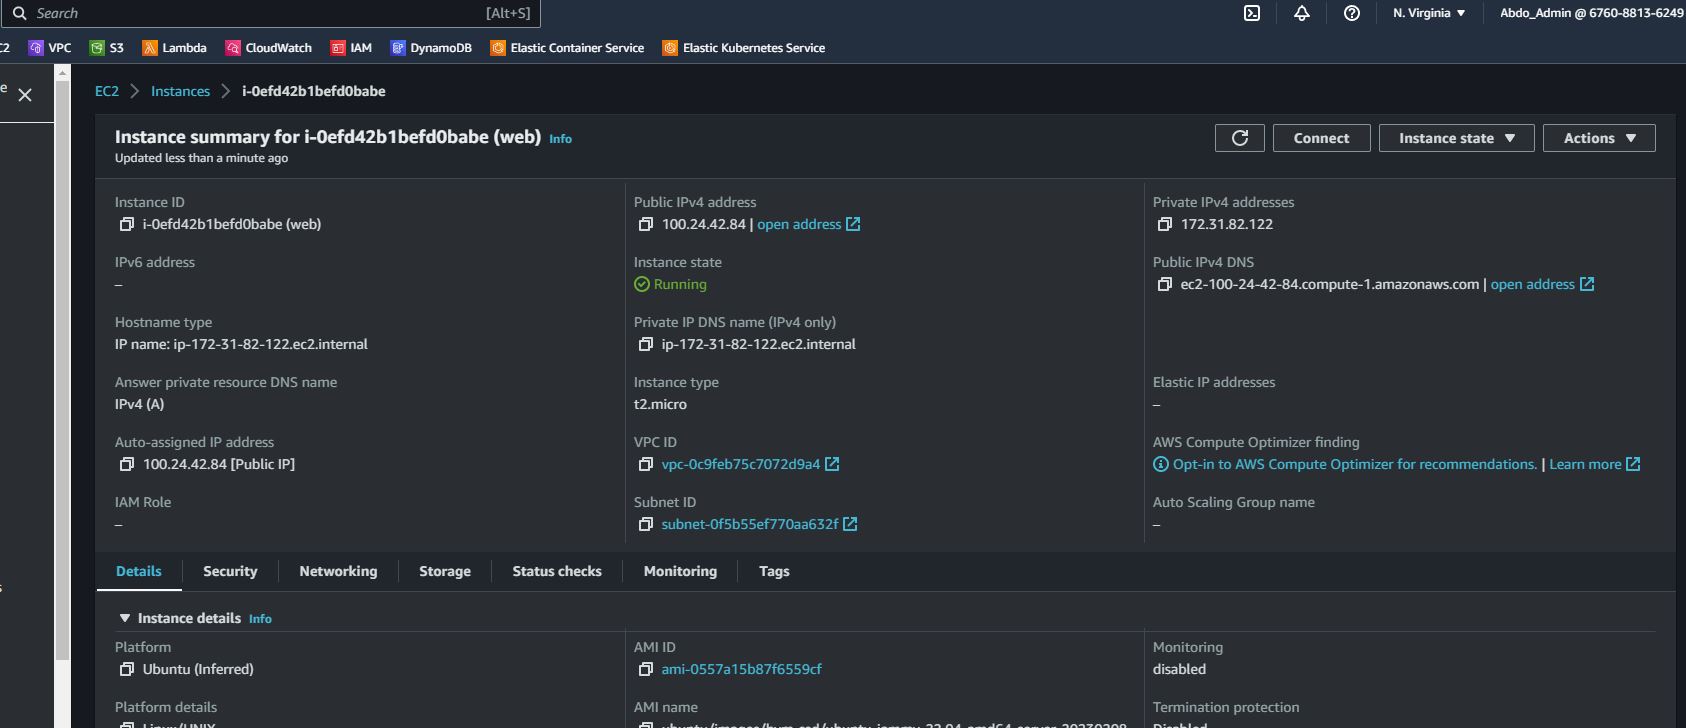 Search [Alt+S] N. Virginia Abdo_Admin @ 6760-8813-6249
VPC S3 Lambda CloudWatch IAM DynamoDB Elastic Container Service Elastic Kubernetes Service
EC2 > Instances > i-0efd42b1befd0babe
Instance summary for i-0efd42b1befd0babe (web) Info
Updated less than a minute ago
Connect Instance state Actions
Instance ID Public IPv4 address Private IPv4 addresses
i-0efd42b1befd0babe (web) 100.24.42.84 | open address 172.31.82.122
IPv6 address Instance state Public IPv4 DNS
– Running ec2-100-24-42-84.compute-1.amazonaws.com | open address
Hostname type Private IP DNS name (IPv4 only)
IP name: ip-172-31-82-122.ec2.internal ip-172-31-82-122.ec2.internal
Answer private resource DNS name Instance type Elastic IP addresses
IPv4 (A) t2.micro –
Auto-assigned IP address VPC ID AWS Compute Optimizer finding
100.24.42.84 [Public IP] vpc-0c9feb75c7072d9a4 Opt-in to AWS Compute Optimizer for recommendations. | Learn more
IAM Role Subnet ID Auto Scaling Group name
– subnet-0f5b55ef770aa632f –
Details Security Networking Storage Status checks Monitoring Tags
Instance details Info
Platform AMI ID Monitoring
Ubuntu (Inferred) ami-0557a15b87f6559cf disabled
Platform details AMI name Termination protection